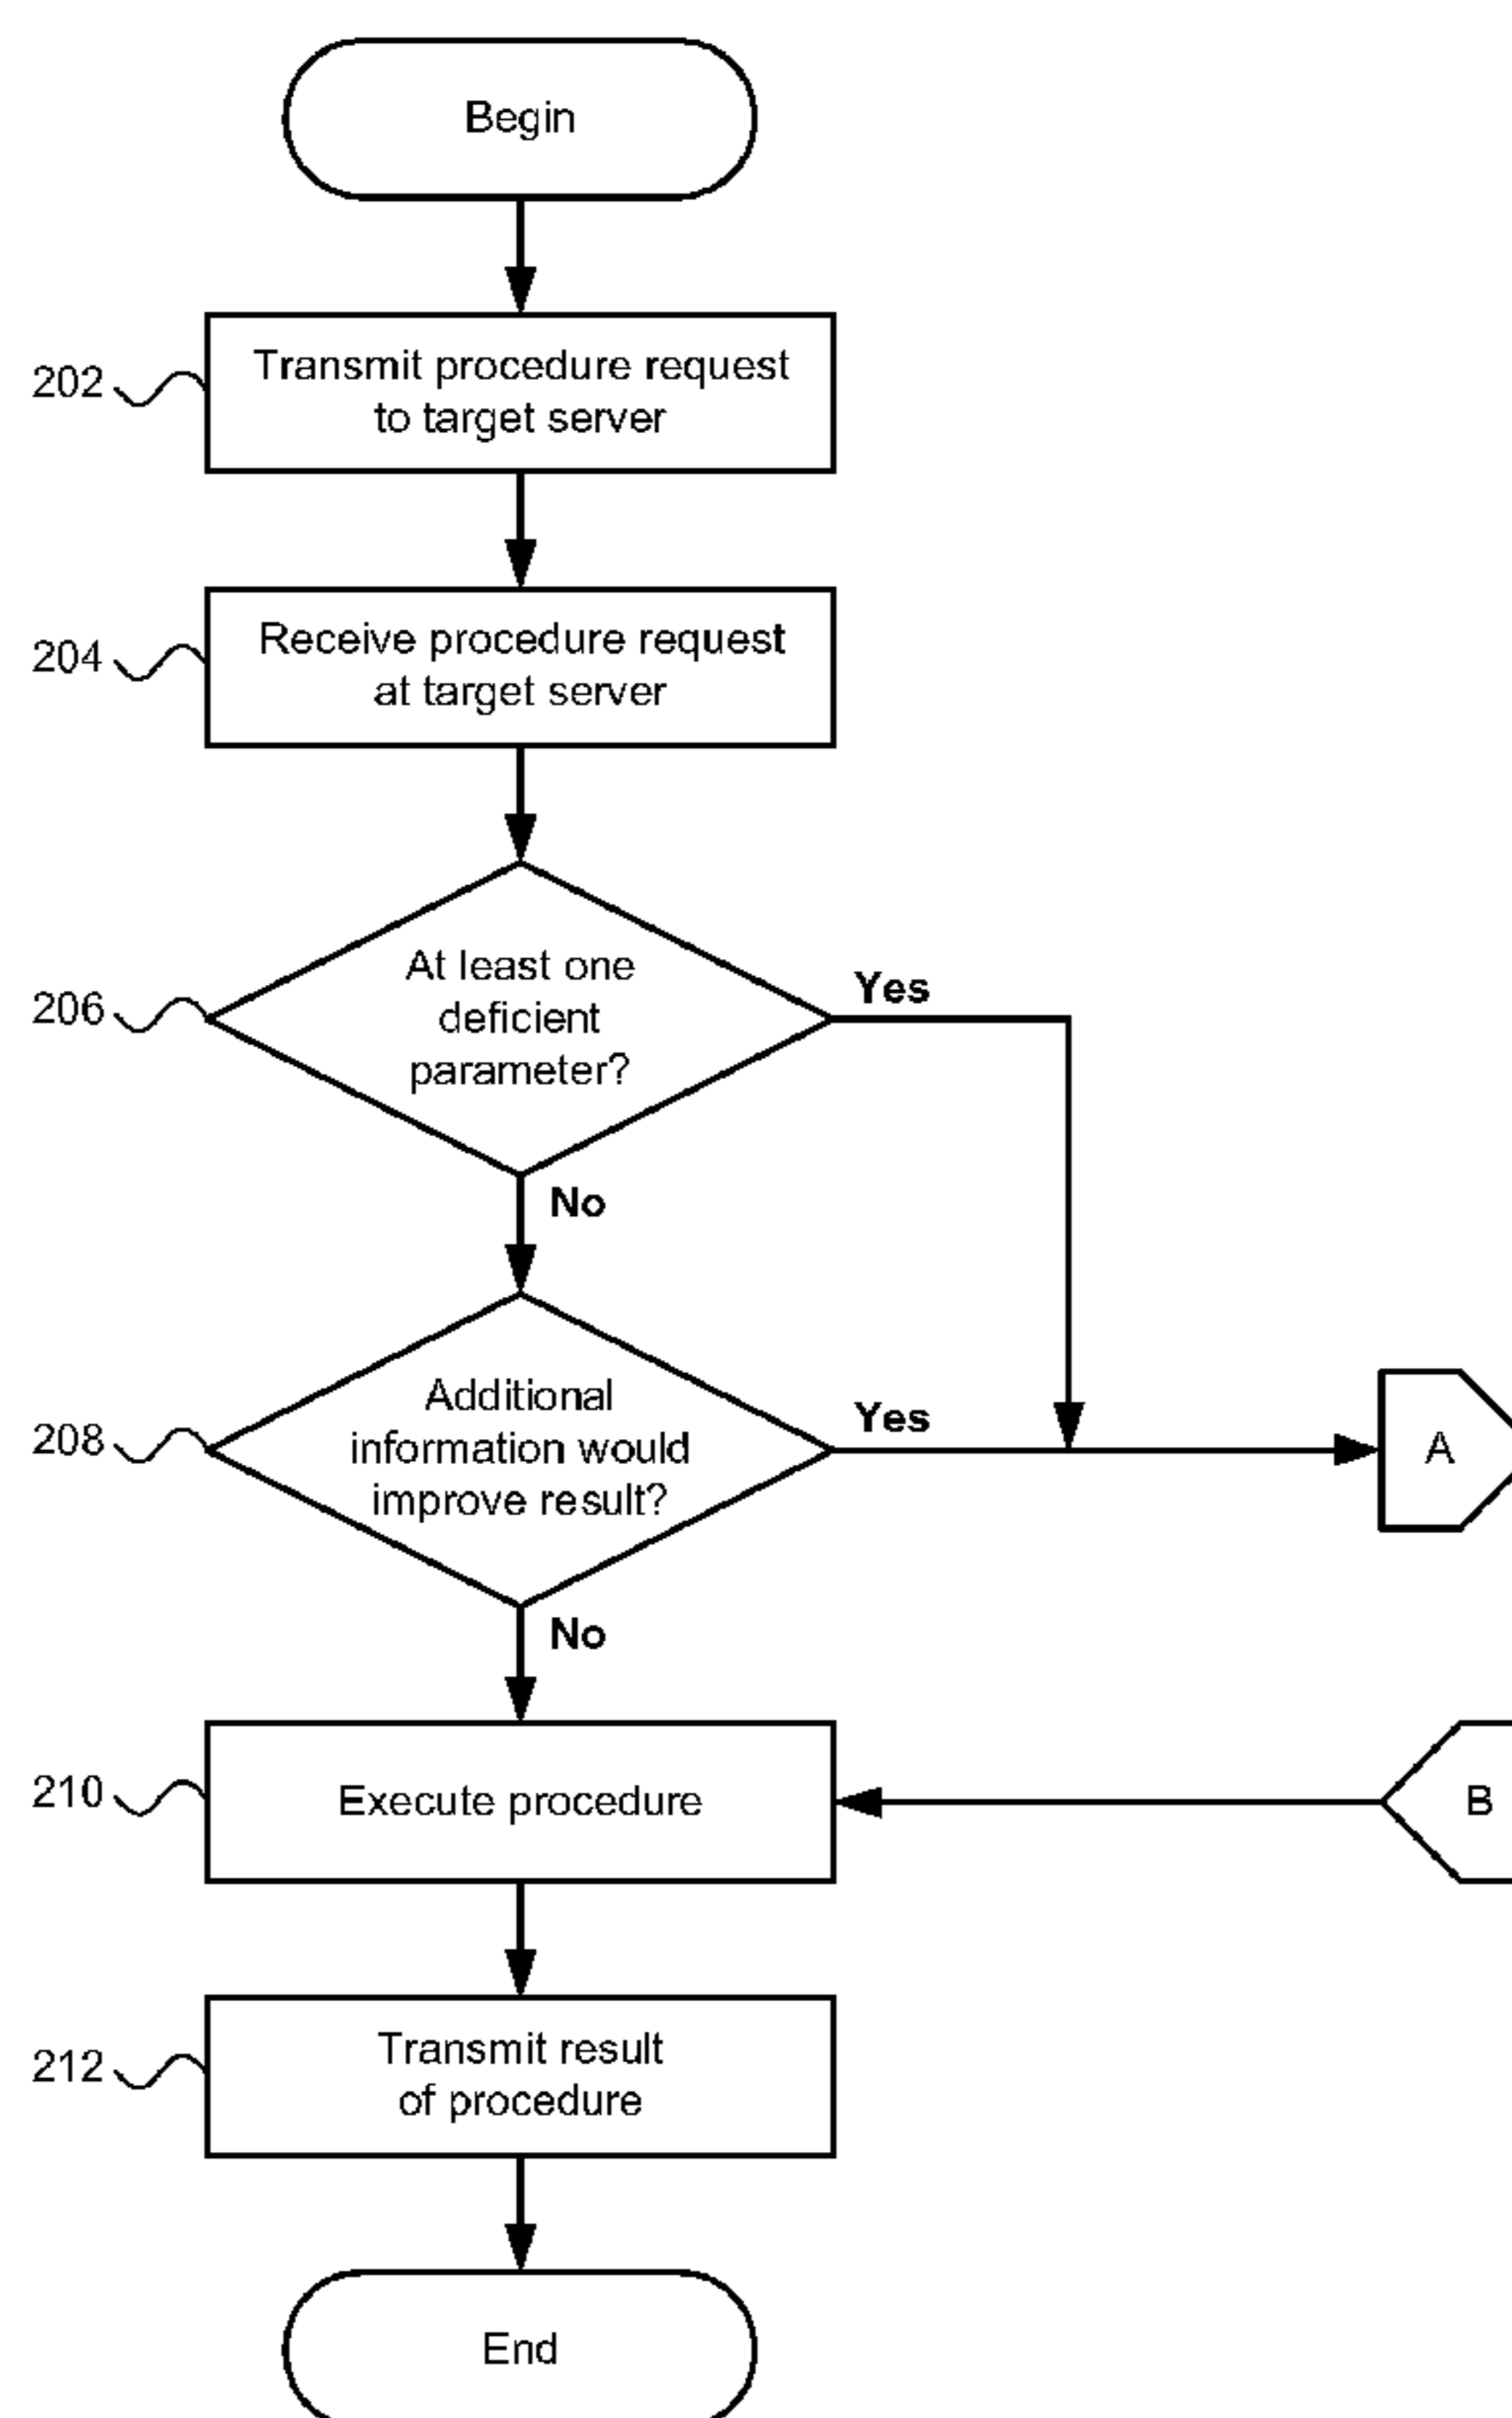 Begin
202
Transmit procedure request
to target server
204
Receive procedure request
at target server
206
At least one
deficient
parameter?
Yes
No
208
Additional
information would
improve result?
Yes
A
No
210
Execute procedure
B
212
Transmit result
of procedure
End